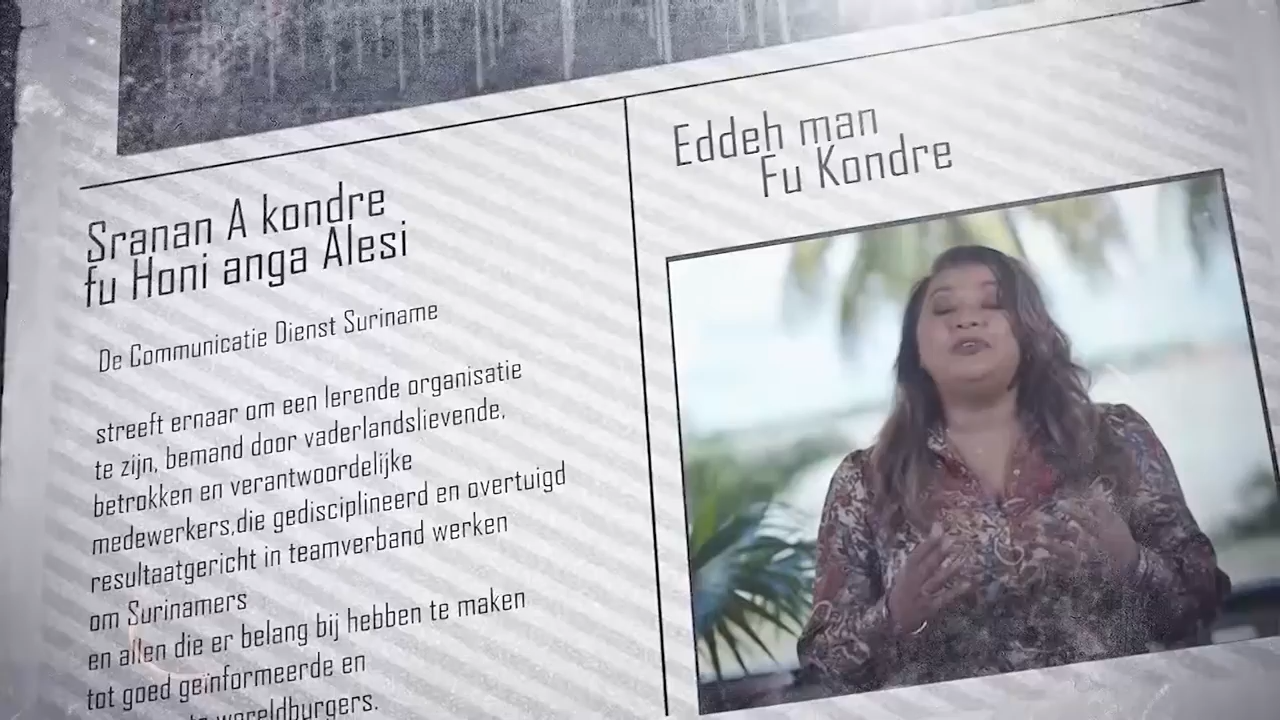 Sranan A kondre
fu Honi anga Alesi
De Communicatie Dienst Suriname
streeft ernaar om een lerende organisatie
te zijn, bemand door vaderlandslievende,
betrokken en verantwoordelijke
medewerkers,die gedisciplineerd en overtuigd
resultaatgericht in teamverband werken
om Surinamers
en allen die er belang bij hebben te maken
tot goed geïnformeerde en
wereldburgers.
Eddeh man
Fu Kondre